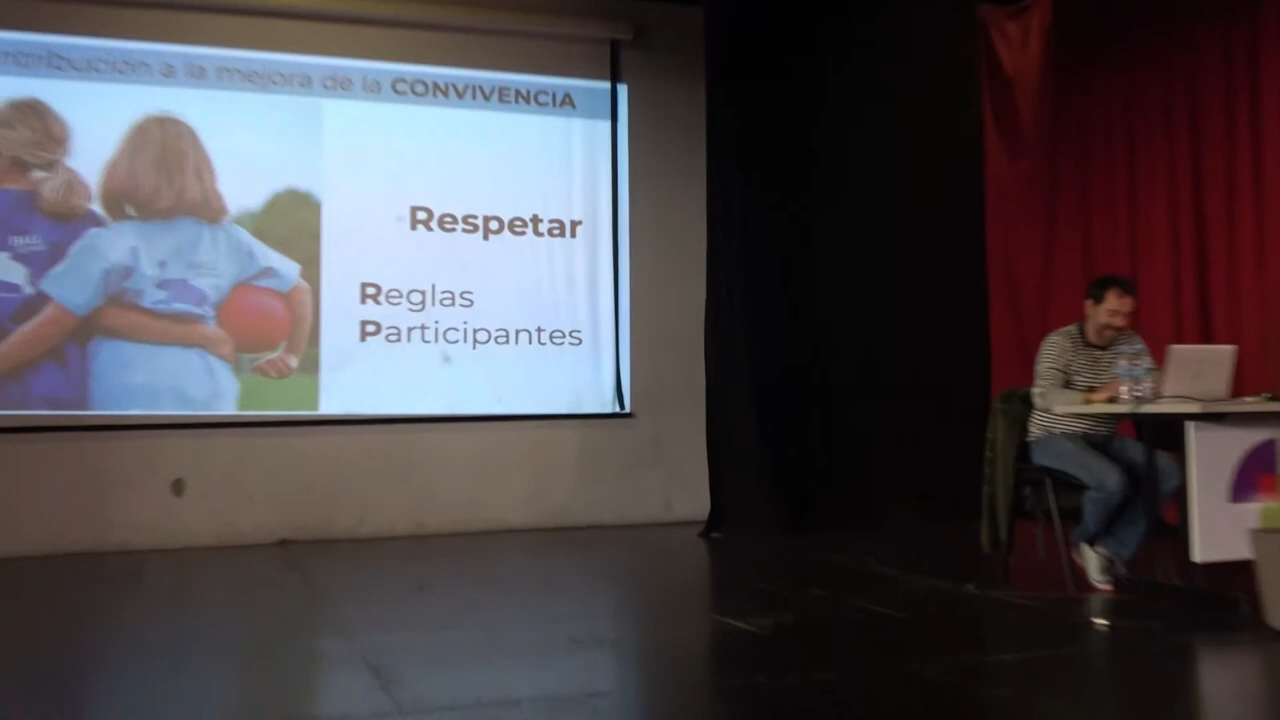 a la mejora de la CONVIVENCIA
Respetar
Reglas
Participantes